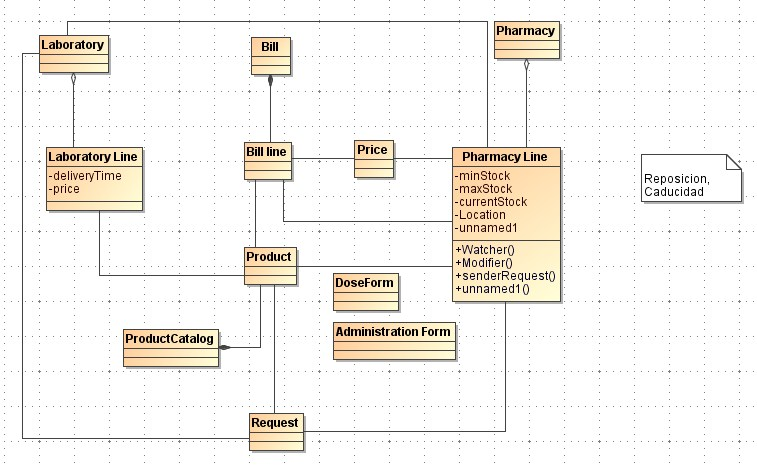 Laboratory
Bill
Pharmacy
Laboratory Line
-deliveryTime
-price
Bill line
Price
Pharmacy Line
-minStock
-maxStock
-currentStock
-Location
-unnamed1
+Watcher()
+Modifier()
+senderRequest()
+unnamed1()
Reposicion,
Caducidad
Product
DoseForm
Administration Form
ProductCatalog
Request